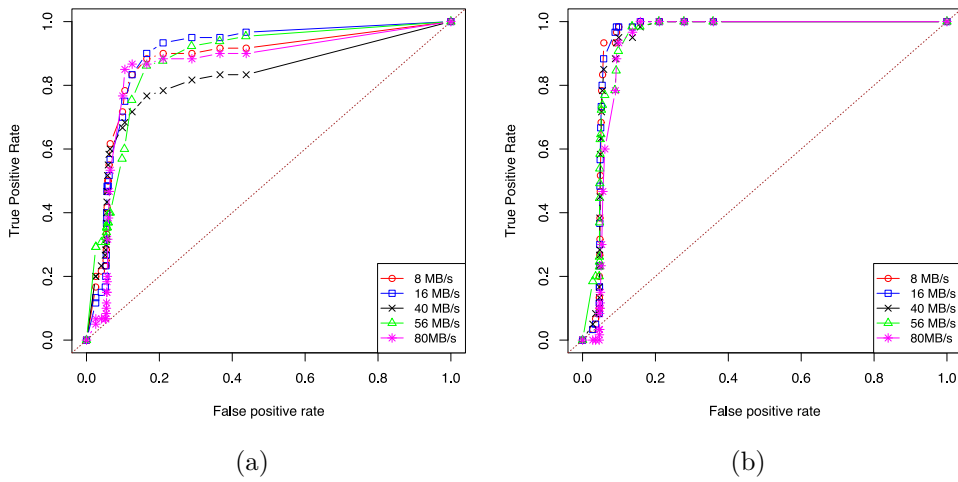 True Positive Rate
1.0
0.8
0.6
0.4
0.2
0.0
8 MB/s
16 MB/s
40 MB/s
56 MB/s
80MB/s
0.0 0.2 0.4 0.6 0.8 1.0
False positive rate
(a)
True Positive Rate
1.0
0.8
0.6
0.4
0.2
0.0
8 MB/s
16 MB/s
40 MB/s
56 MB/s
80MB/s
0.0 0.2 0.4 0.6 0.8 1.0
False positive rate
(b)